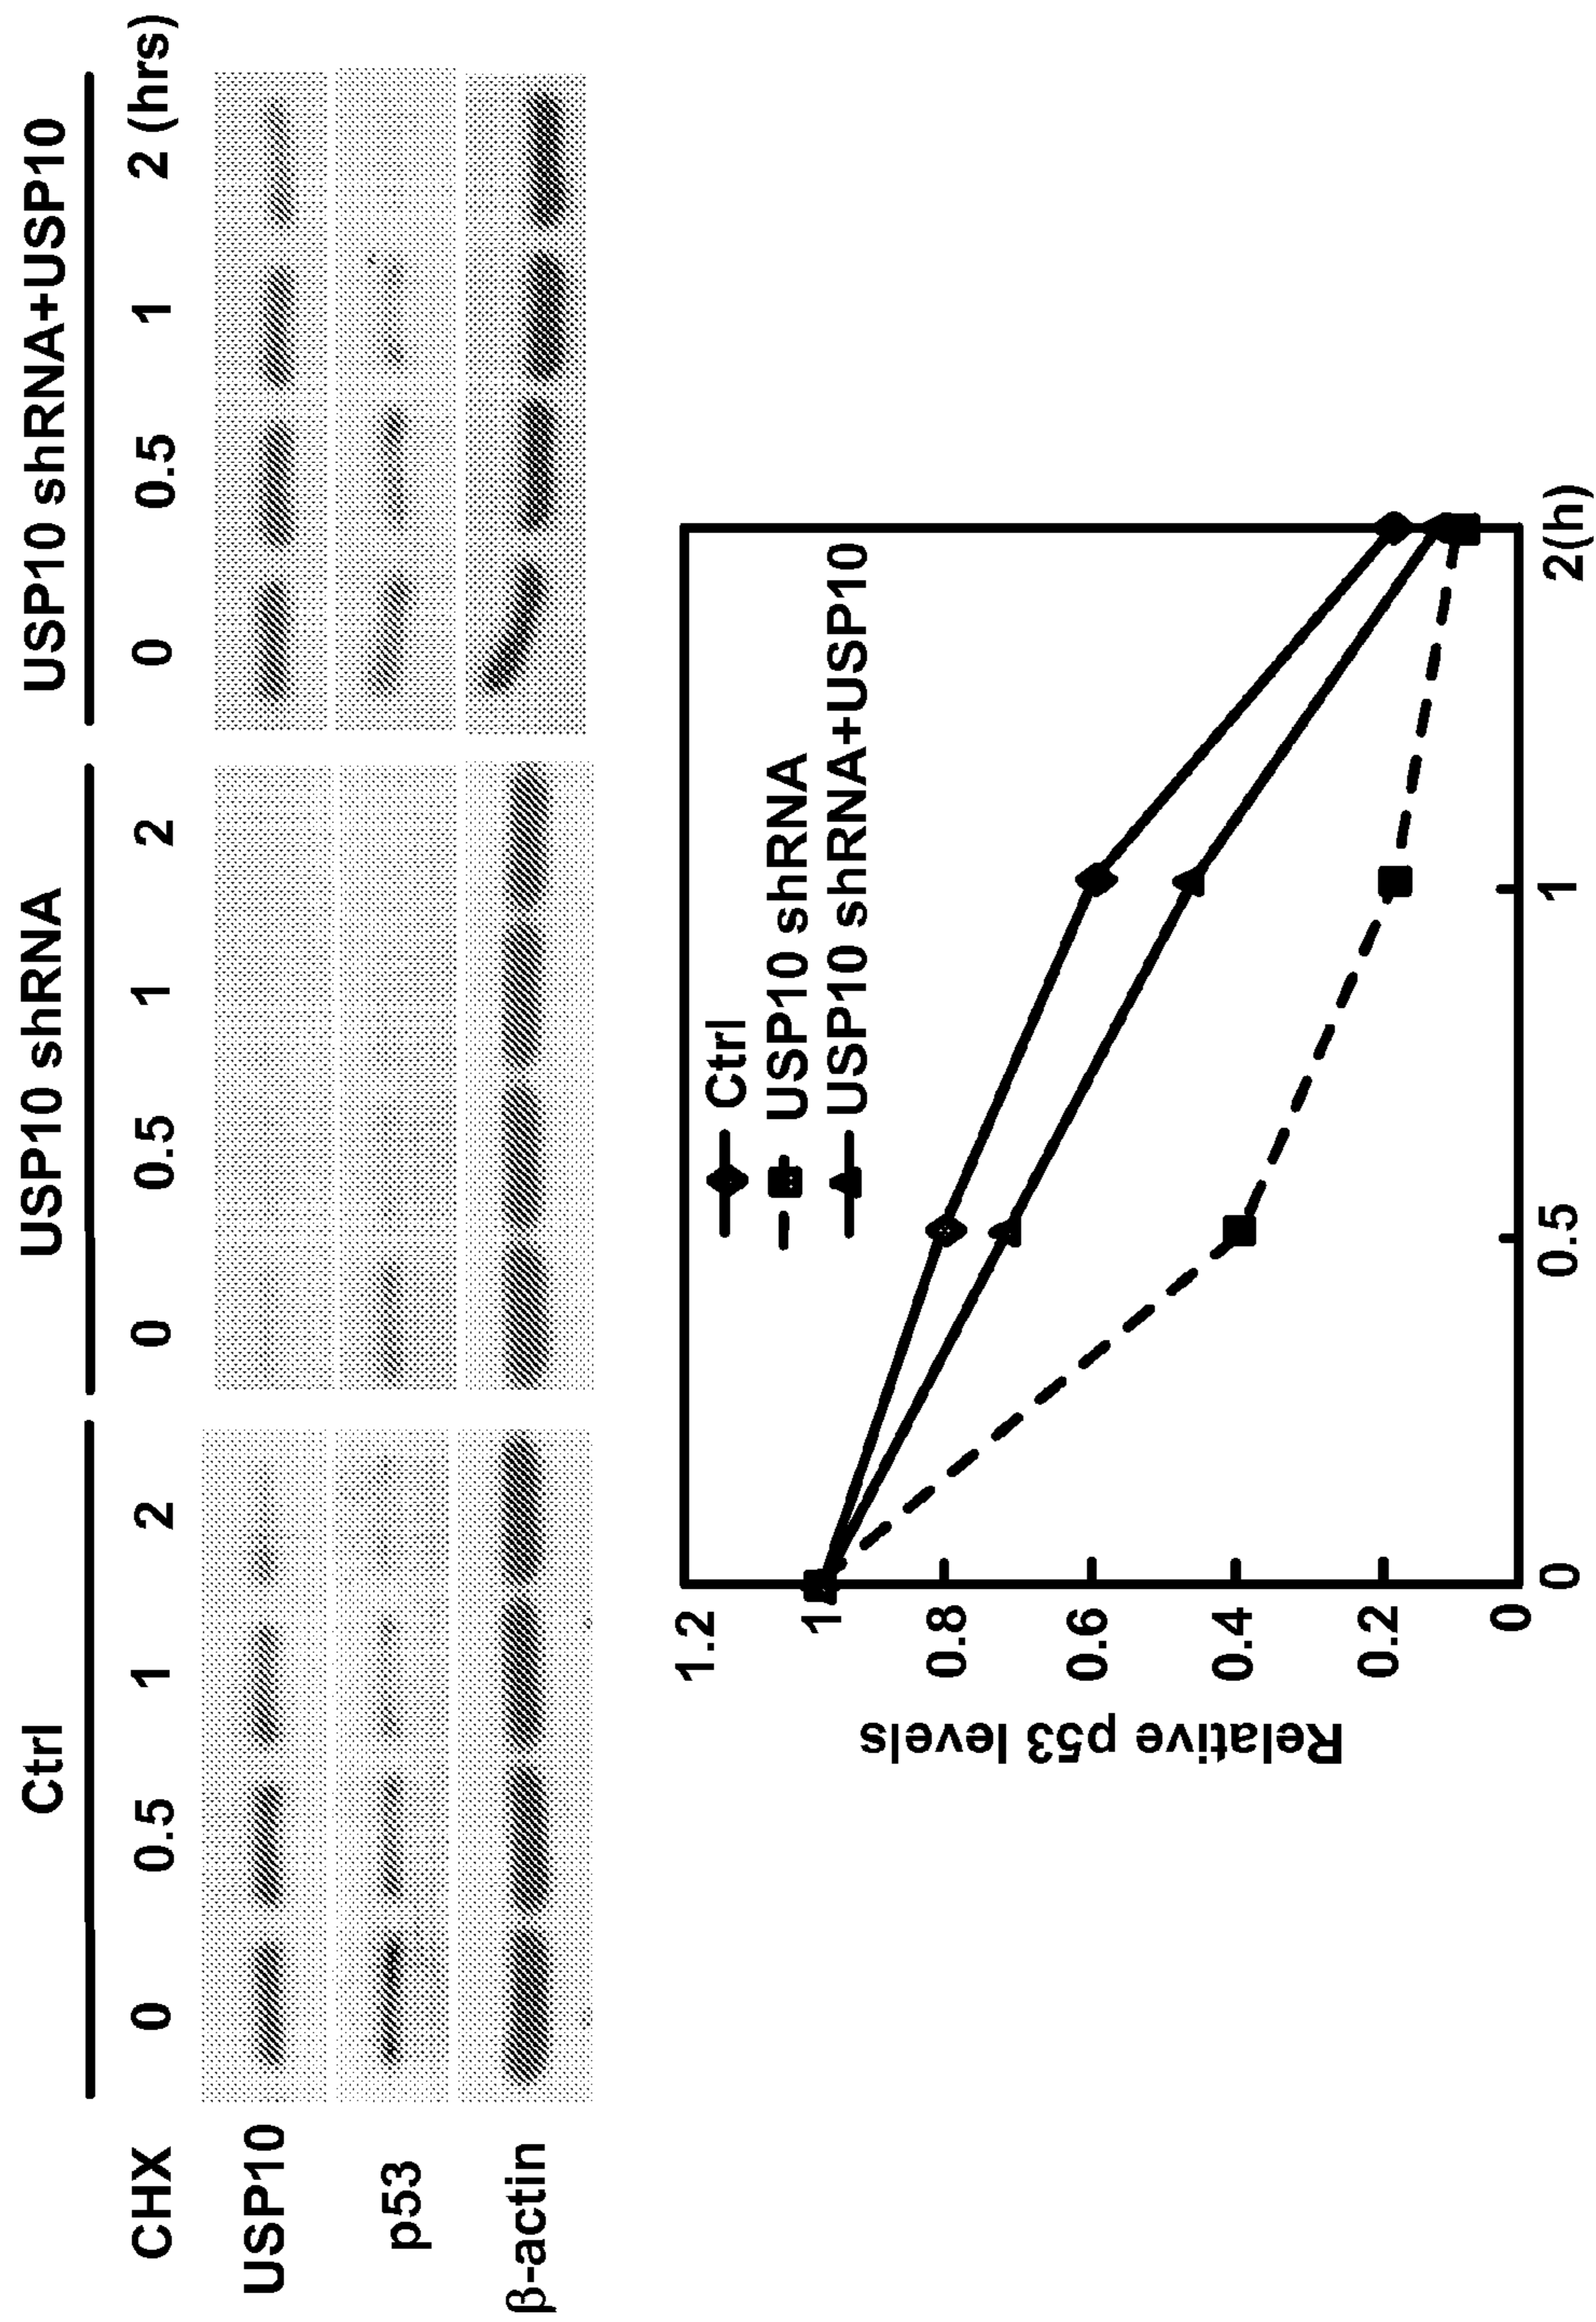 Ctrl USP10 shRNA USP10 shRNA+USP10
CHX 0 0.5 1 2 0 0.5 1 2 0 0.5 1 2 (hrs)
USP10
p53
β-actin
Relative p53 levels
1.2
1
0.8
0.6
0.4
0.2
0
Ctrl
USP10 shRNA
USP10 shRNA+USP10
0 0.5 1 2(h)